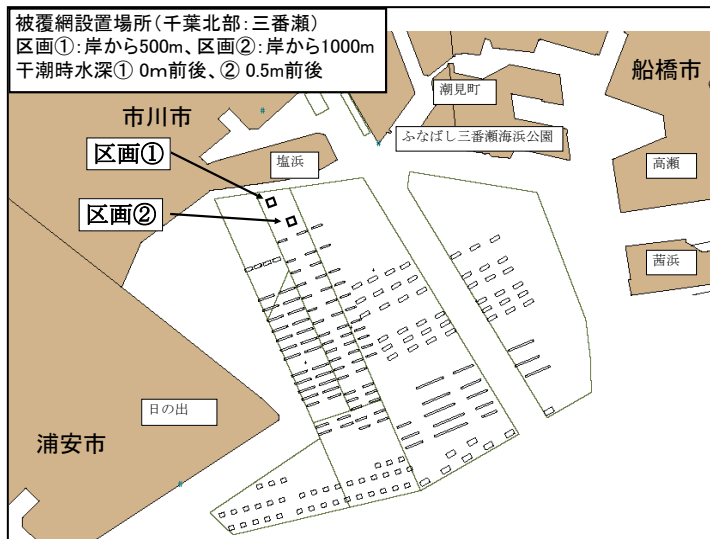 被覆網設置場所(千葉北部:三番瀬)
区画①:岸から500m、区画②:岸から1000m
干潮時水深① 0m前後、② 0.5m前後
船橋市
潮見町
市川市
ふなばし三番瀬海浜公園
区画①
塩浜
高瀬
区画②
茜浜
日の出
浦安市